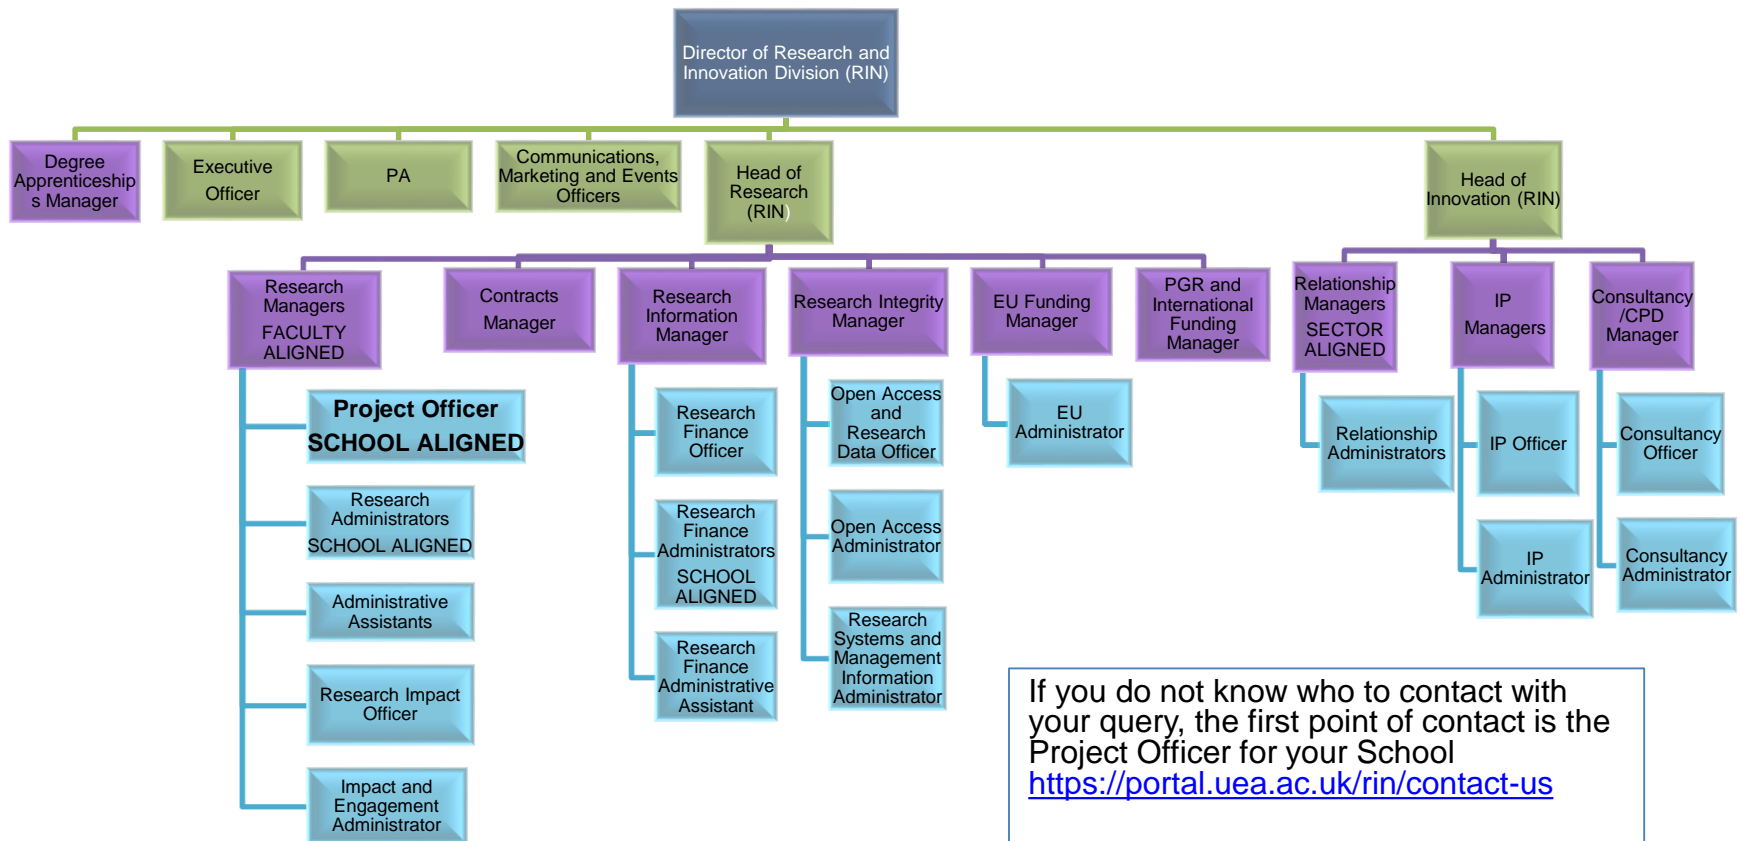 Director of Research and
Innovation Division (RIN)
Degree
Apprenticeship
s Manager
Executive
Officer
PA
Communications,
Marketing and Events
Officers
Head of
Research
(RIN)
Head of
Innovation (RIN)
Research
Managers
FACULTY
ALIGNED
Contracts
Manager
Research
Information
Manager
Research Integrity
Manager
EU Funding
Manager
PGR and
International
Funding
Manager
Relationship
Managers
SECTOR
ALIGNED
IP
Managers
Consultancy
/CPD
Manager
Project Officer
SCHOOL ALIGNED
Research
Administrators
SCHOOL ALIGNED
Administrative
Assistants
Research Impact
Officer
Impact and
Engagement
Administrator
Research
Finance
Officer
Research
Finance
Administrators
SCHOOL
ALIGNED
Research
Finance
Administrative
Assistant
Open Access
and
Research
Data Officer
Open Access
Administrator
Research
Systems and
Management
Information
Administrator
EU
Administrator
Relationship
Administrators
IP Officer
IP
Administrator
Consultancy
Officer
Consultancy
Administrator
If you do not know who to contact with
your query, the first point of contact is the
Project Officer for your School
https://portal.uea.ac.uk/rin/contact-us